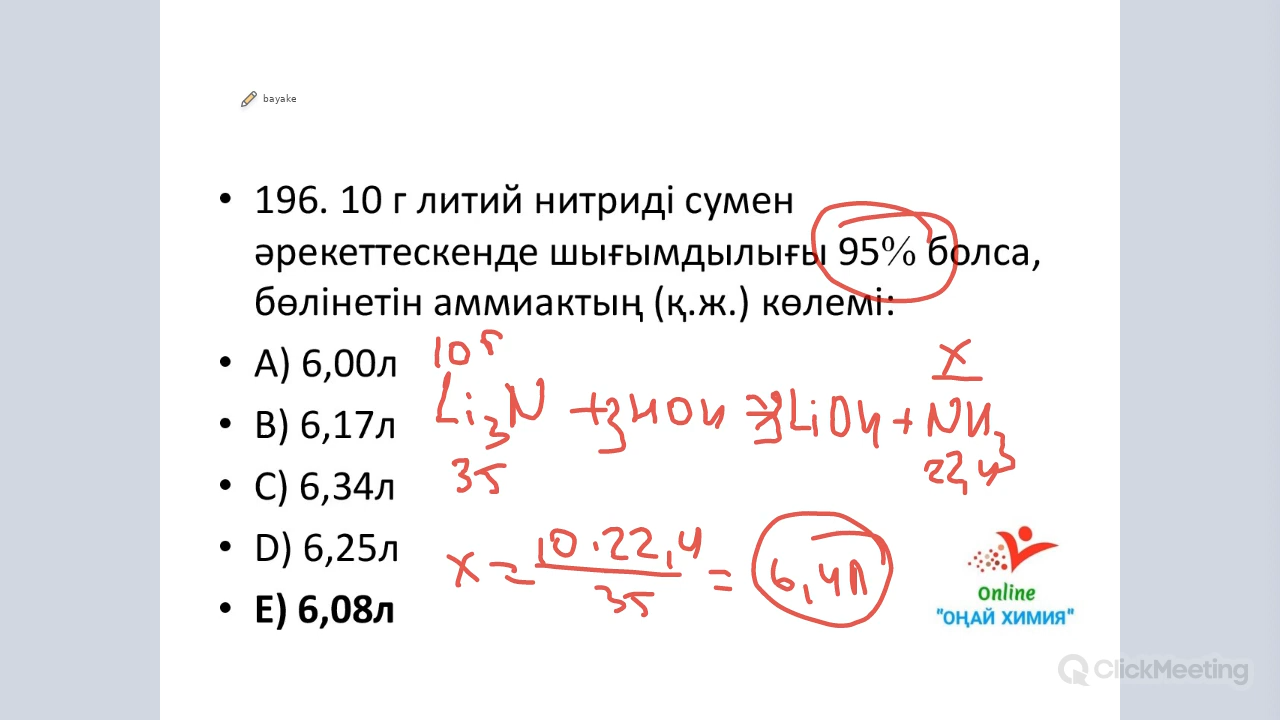 bayake
• 196. 10 г литий нитриді сумен
әрекеттескенде шығымдылығы 95% болса,
бөлінетін аммиактың (қ.ж.) көлемі:
• A) 6,00л
• B) 6,17л
• C) 6,34л
• D) 6,25л
• E) 6,08л
10 г
x
Li₃N + 3HOH → 3LiOH + NH₃
35
22,4
x = 10·22,4 / 35 = 6,4л
Online
"ОҢАЙ ХИМИЯ"
ClickMeeting